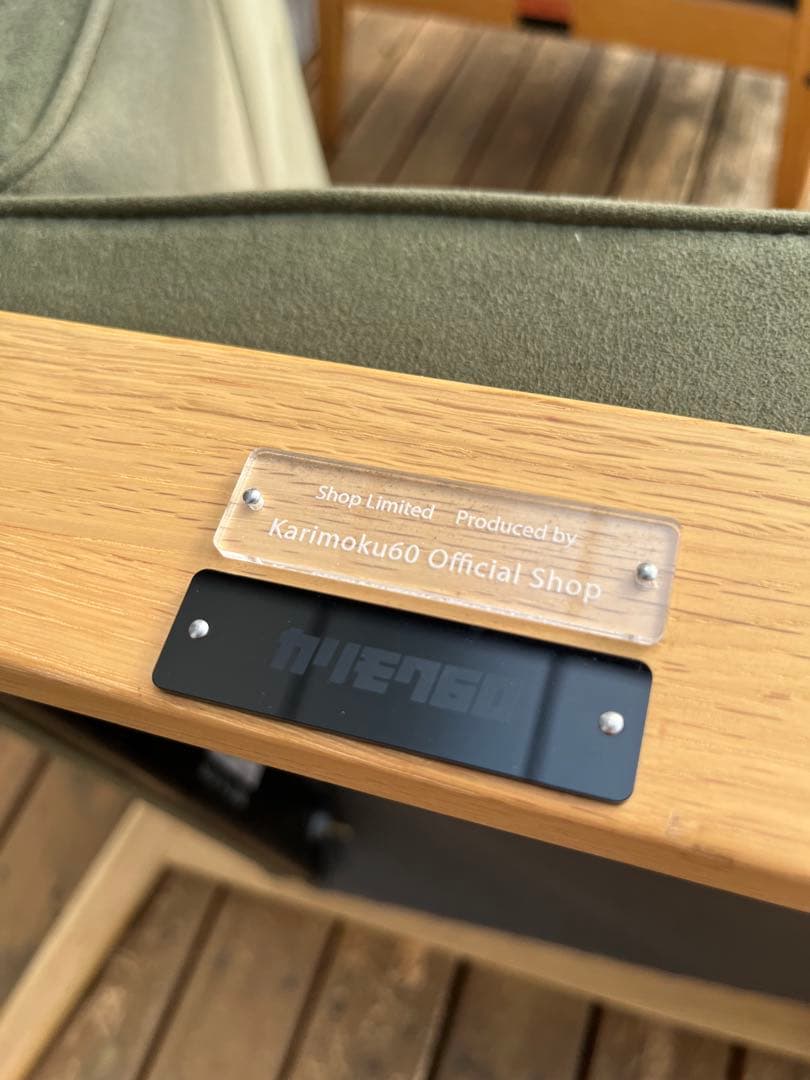 Shop Limited Produced by
Karimoku60 Official Shop
カリモク60